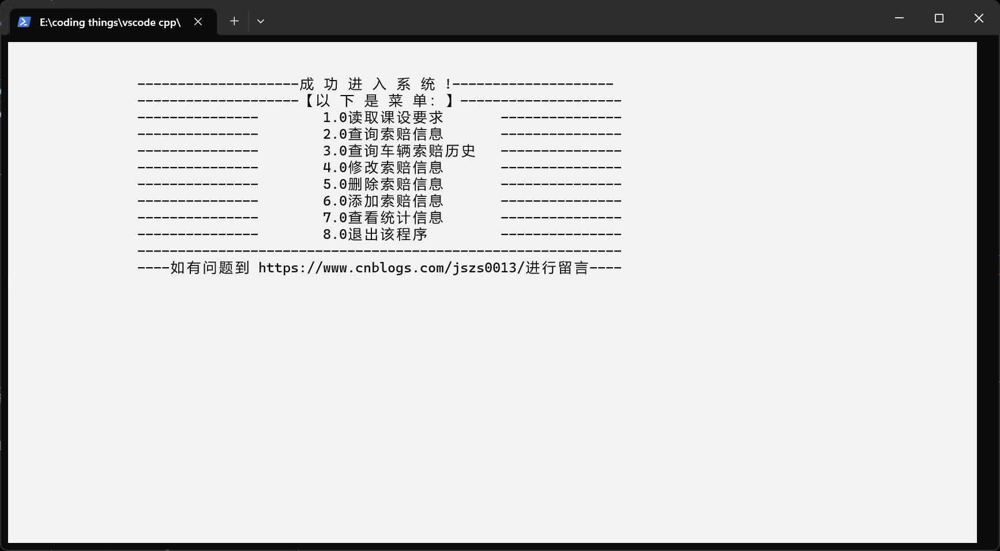 E:\coding things\vscode cpp\
--------------------成 功 进 入 系 统 !--------------------
--------------------【以 下 是 菜 单: 】--------------------
--------------- 1.0读取课设要求 ---------------
--------------- 2.0查询索赔信息 ---------------
--------------- 3.0查询车辆索赔历史 ---------------
--------------- 4.0修改索赔信息 ---------------
--------------- 5.0删除索赔信息 ---------------
--------------- 6.0添加索赔信息 ---------------
--------------- 7.0查看统计信息 ---------------
--------------- 8.0退出该程序 ---------------
------------------------------------------------------------
----如有问题到 https://www.cnblogs.com/jszs0013/进行留言----